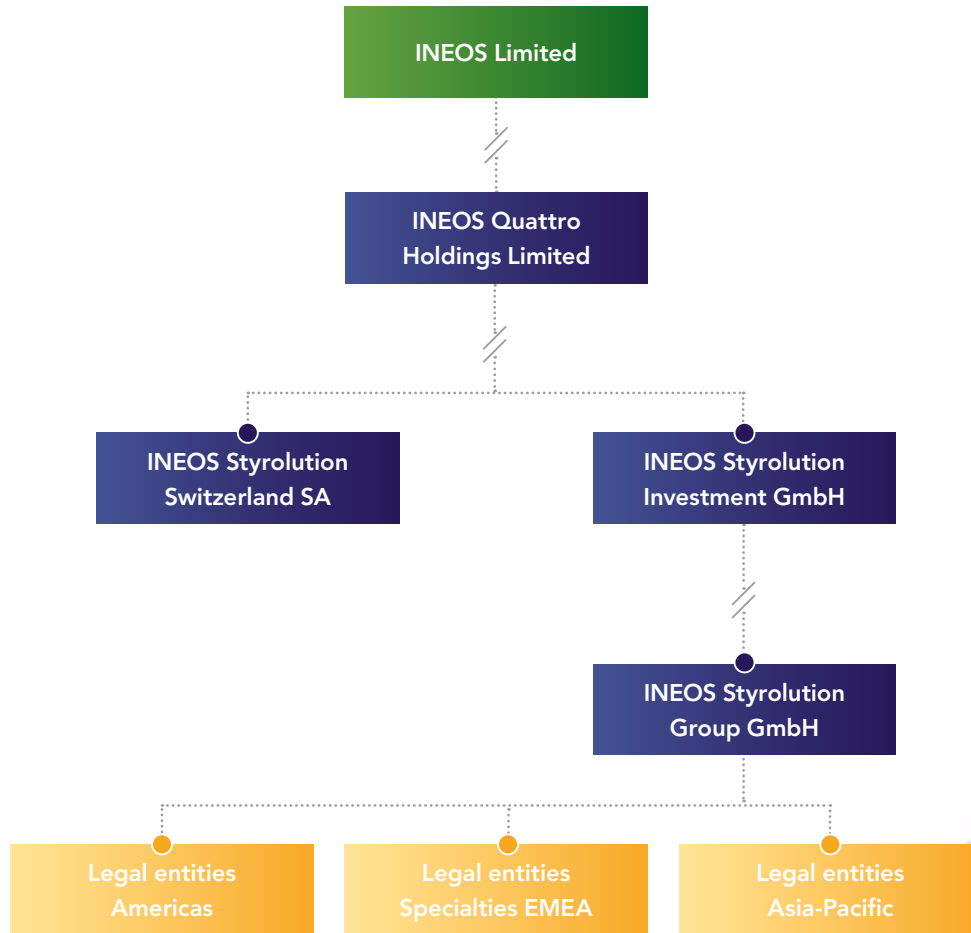 INEOS Limited
INEOS Quattro
Holdings Limited
INEOS Styrolution
Switzerland SA
INEOS Styrolution
Investment GmbH
INEOS Styrolution
Group GmbH
Legal entities
Americas
Legal entities
Specialties EMEA
Legal entities
Asia-Pacific